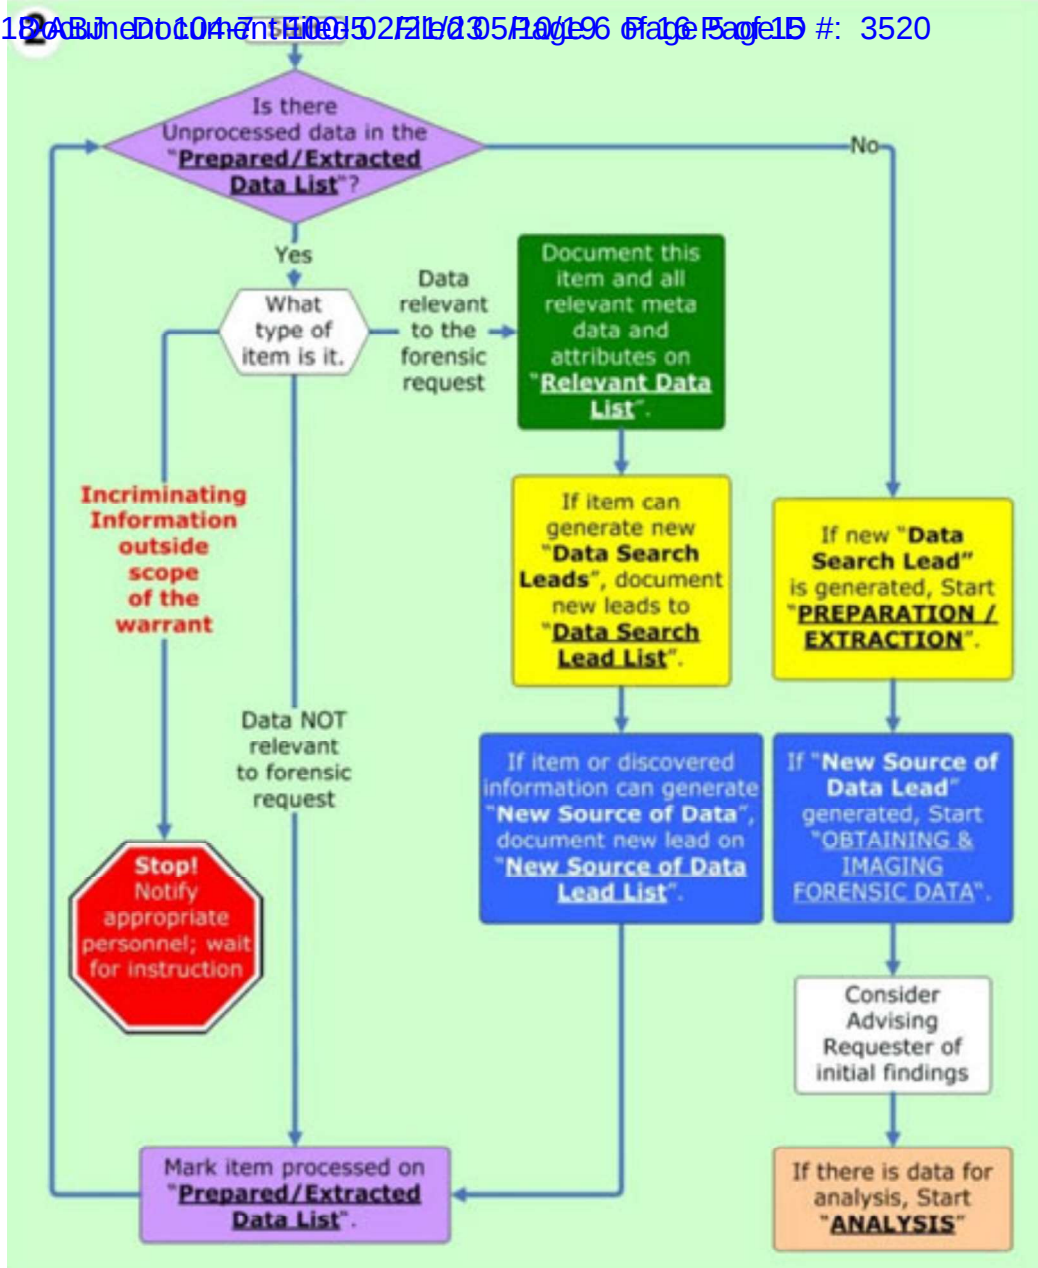 2
Is there
Unprocessed data in the
"Prepared/Extracted
Data List"?
No
Yes
What
type of
item is it.
Data
relevant
to the
forensic
request
Document this
item and all
relevant meta
data and
attributes on
"Relevant Data
List".
Incriminating
Information
outside
scope
of the
warrant
If item can
generate new
"Data Search
Leads", document
new leads to
"Data Search
Lead List".
If new "Data
Search Lead"
is generated, Start
"PREPARATION /
EXTRACTION".
Data NOT
relevant
to forensic
request
If item or discovered
information can generate
"New Source of Data",
document new lead on
"New Source of Data
Lead List".
If "New Source of
Data Lead"
generated, Start
"OBTAINING &
IMAGING
FORENSIC DATA".
Stop!
Notify
appropriate
personnel; wait
for instruction
Consider
Advising
Requester of
initial findings
Mark item processed on
"Prepared/Extracted
Data List".
If there is data for
analysis, Start
"ANALYSIS"
#: 3520